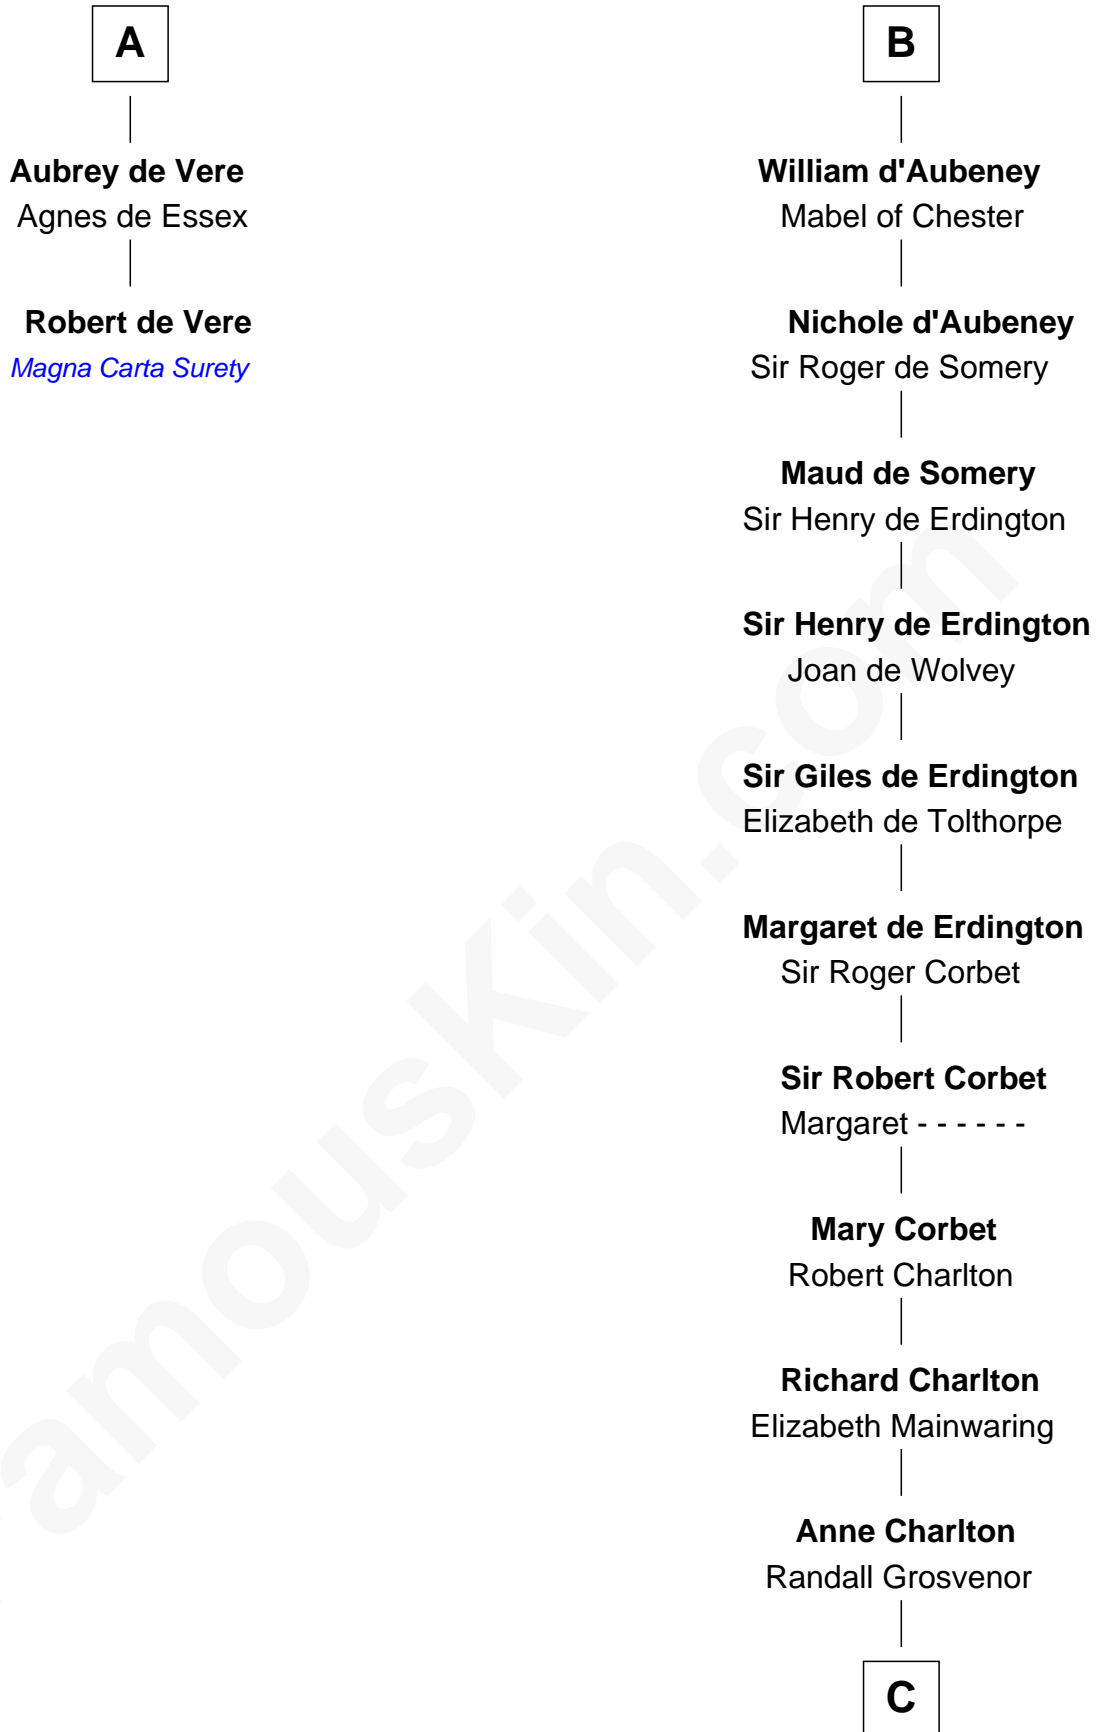 A
Aubrey de Vere
Agnes de Essex
Robert de Vere
Magna Carta Surety
B
William d'Aubeney
Mabel of Chester
Nichole d'Aubeney
Sir Roger de Somery
Maud de Somery
Sir Henry de Erdington
Sir Henry de Erdington
Joan de Wolvey
Sir Giles de Erdington
Elizabeth de Tolthorpe
Margaret de Erdington
Sir Roger Corbet
Sir Robert Corbet
Margaret - - - - - -
Mary Corbet
Robert Charlton
Richard Charlton
Elizabeth Mainwaring
Anne Charlton
Randall Grosvenor
C
amouskin.com